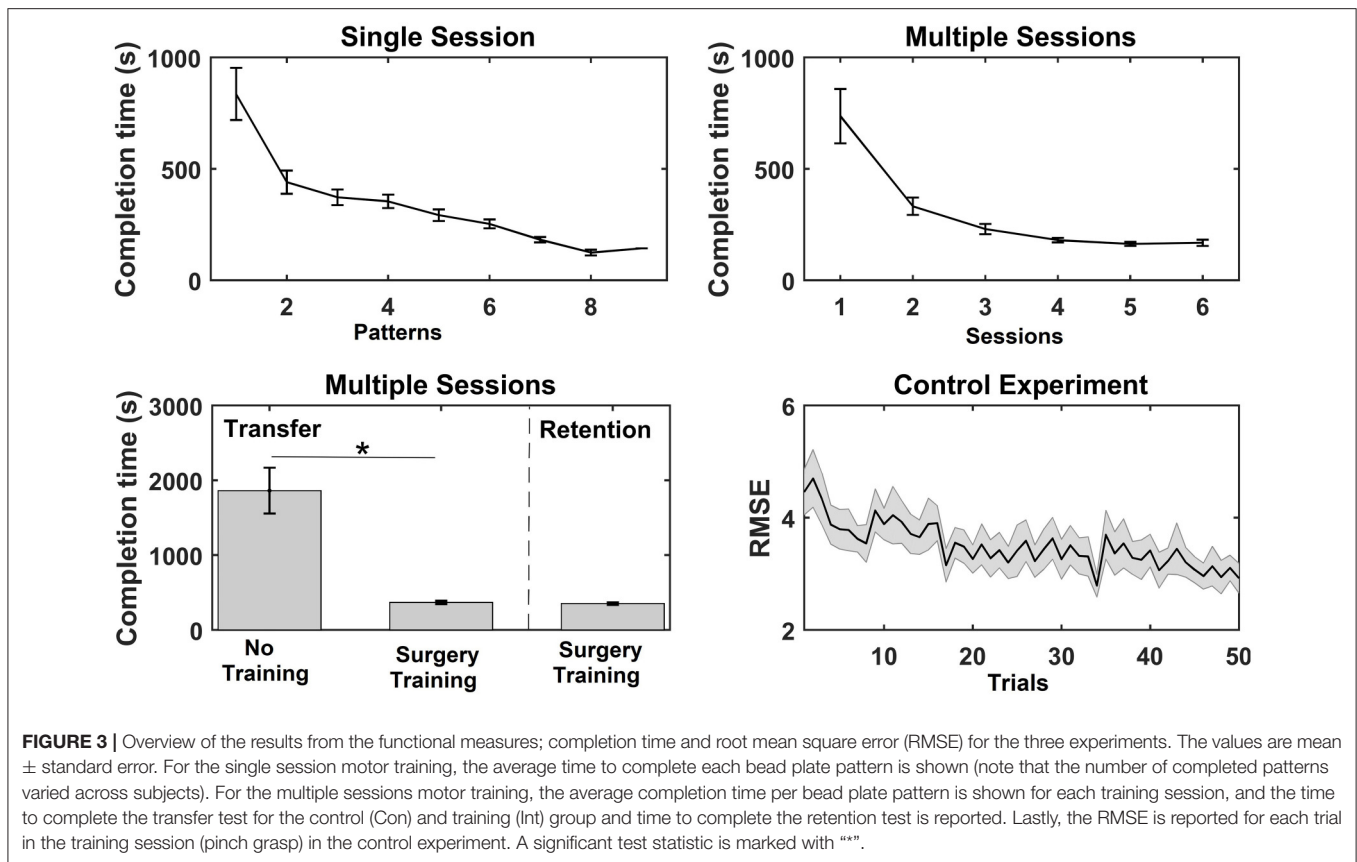 Single Session
Completion time (s)
1000
500
0
2
4
6
8
Patterns
Multiple Sessions
Completion time (s)
1000
500
0
1
2
3
4
5
6
Sessions
Multiple Sessions
Completion time (s)
3000
2000
1000
0
Transfer
*
Retention
No
Training
Surgery
Training
Surgery
Training
Control Experiment
RMSE
6
4
2
10
20
30
40
50
Trials
FIGURE 3 | Overview of the results from the functional measures; completion time and root mean square error (RMSE) for the three experiments. The values are mean
± standard error. For the single session motor training, the average time to complete each bead plate pattern is shown (note that the number of completed patterns
varied across subjects). For the multiple sessions motor training, the average completion time per bead plate pattern is shown for each training session, and the time
to complete the transfer test for the control (Con) and training (Int) group and time to complete the retention test is reported. Lastly, the RMSE is reported for each trial
in the training session (pinch grasp) in the control experiment. A significant test statistic is marked with “*”.